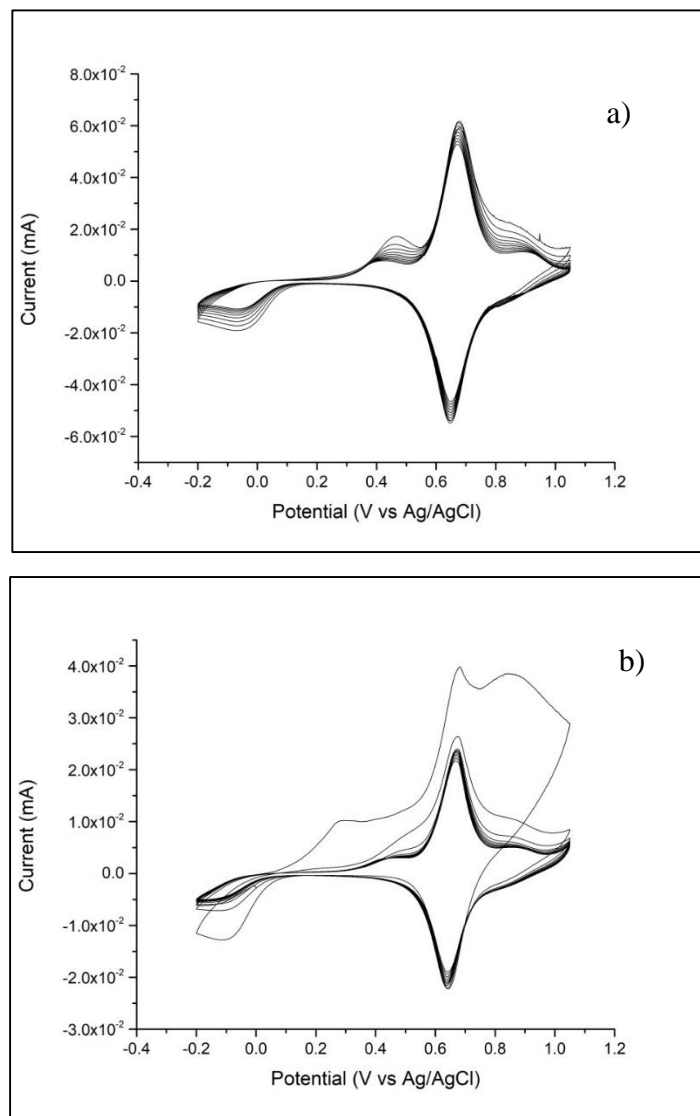 a)
8.0x10-2
6.0x10-2
4.0x10-2
2.0x10-2
0.0
-2.0x10-2
-4.0x10-2
-6.0x10-2
Current (mA)
-0.4 -0.2 0.0 0.2 0.4 0.6 0.8 1.0 1.2
Potential (V vs Ag/AgCl)
b)
4.0x10-2
3.0x10-2
2.0x10-2
1.0x10-2
0.0
-1.0x10-2
-2.0x10-2
-3.0x10-2
Current (mA)
-0.4 -0.2 0.0 0.2 0.4 0.6 0.8 1.0 1.2
Potential (V vs Ag/AgCl)